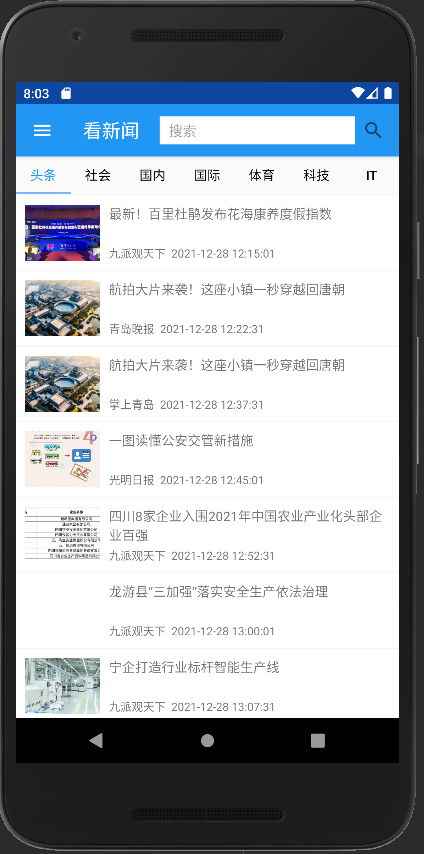 8:03
看新闻
搜索
头条 社会 国内 国际 体育 科技 IT
最新！百里杜鹃发布花海康养度假指数
九派观天下 2021-12-28 12:15:01
航拍大片来袭！这座小镇一秒穿越回唐朝
青岛晚报 2021-12-28 12:22:31
航拍大片来袭！这座小镇一秒穿越回唐朝
掌上青岛 2021-12-28 12:37:31
一图读懂公安交管新措施
光明日报 2021-12-28 12:45:01
四川8家企业入围2021年中国农业产业化头部企
业百强
九派观天下 2021-12-28 12:52:31
龙游县“三加强”落实安全生产依法治理
九派观天下 2021-12-28 13:00:01
宁企打造行业标杆智能生产线
九派观天下 2021-12-28 13:07:31